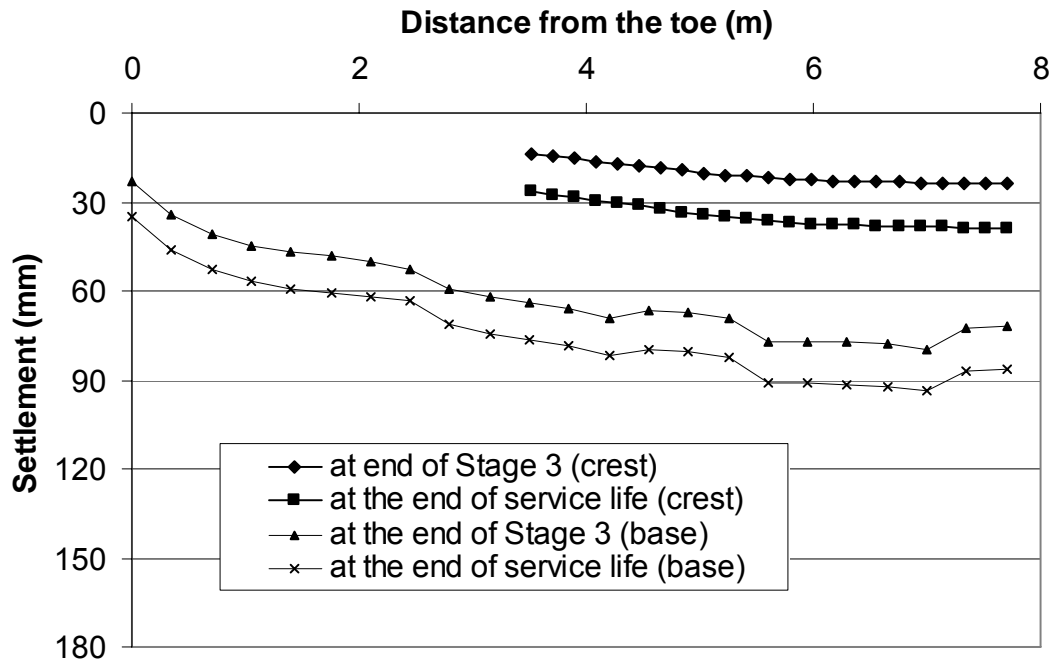 Distance from the toe (m)
0 2 4 6 8
0
30
60
90
120
150
180
Settlement (mm)
at end of Stage 3 (crest)
at the end of service life (crest)
at the end of Stage 3 (base)
at the end of service life (base)